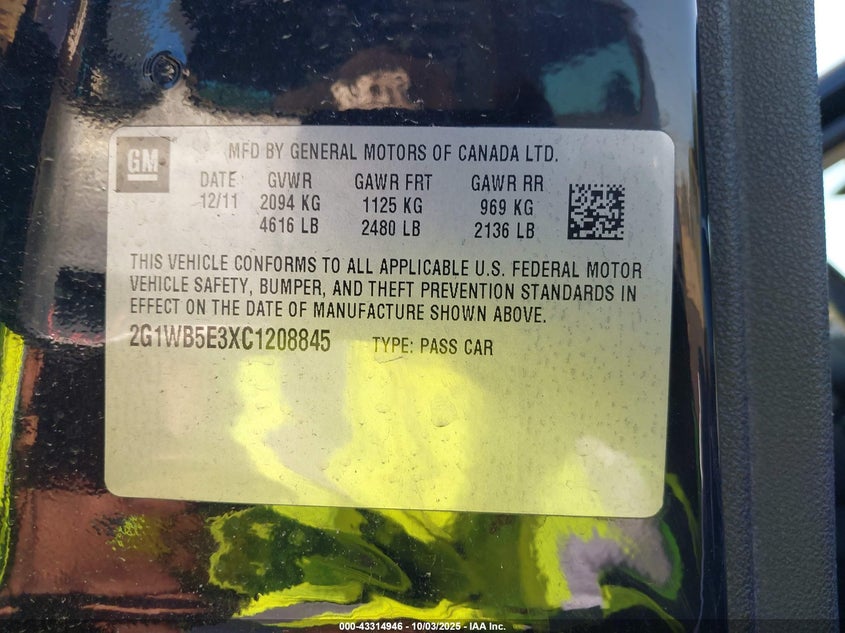 GM
MFD BY GENERAL MOTORS OF CANADA LTD.
DATE GVWR GAWR FRT GAWR RR
12/11 2094 KG 1125 KG 969 KG
4616 LB 2480 LB 2136 LB
THIS VEHICLE CONFORMS TO ALL APPLICABLE U.S. FEDERAL MOTOR
VEHICLE SAFETY, BUMPER, AND THEFT PREVENTION STANDARDS IN
EFFECT ON THE DATE OF MANUFACTURE SHOWN ABOVE.
2G1WB5E3XC1208845 TYPE: PASS CAR
000-43314946 - 10/03/2025 - IAA Inc.